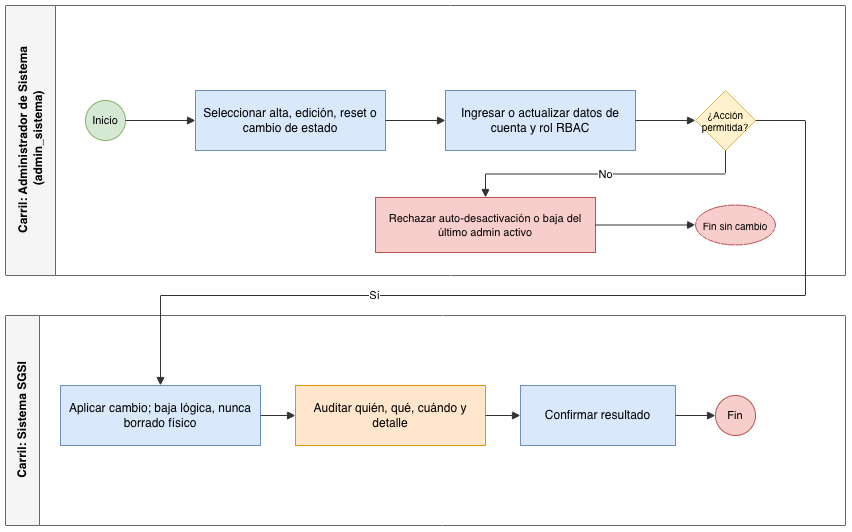 Carril: Administrador de Sistema
(admin_sistema)
Inicio
Seleccionar alta, edición, reset o
cambio de estado
Ingresar o actualizar datos de
cuenta y rol RBAC
¿Acción
permitida?
No
Rechazar auto-desactivación o baja del
último admin activo
Fin sin cambio
Sí
Carril: Sistema SGSI
Aplicar cambio; baja lógica, nunca
borrado físico
Auditar quién, qué, cuándo y
detalle
Confirmar resultado
Fin